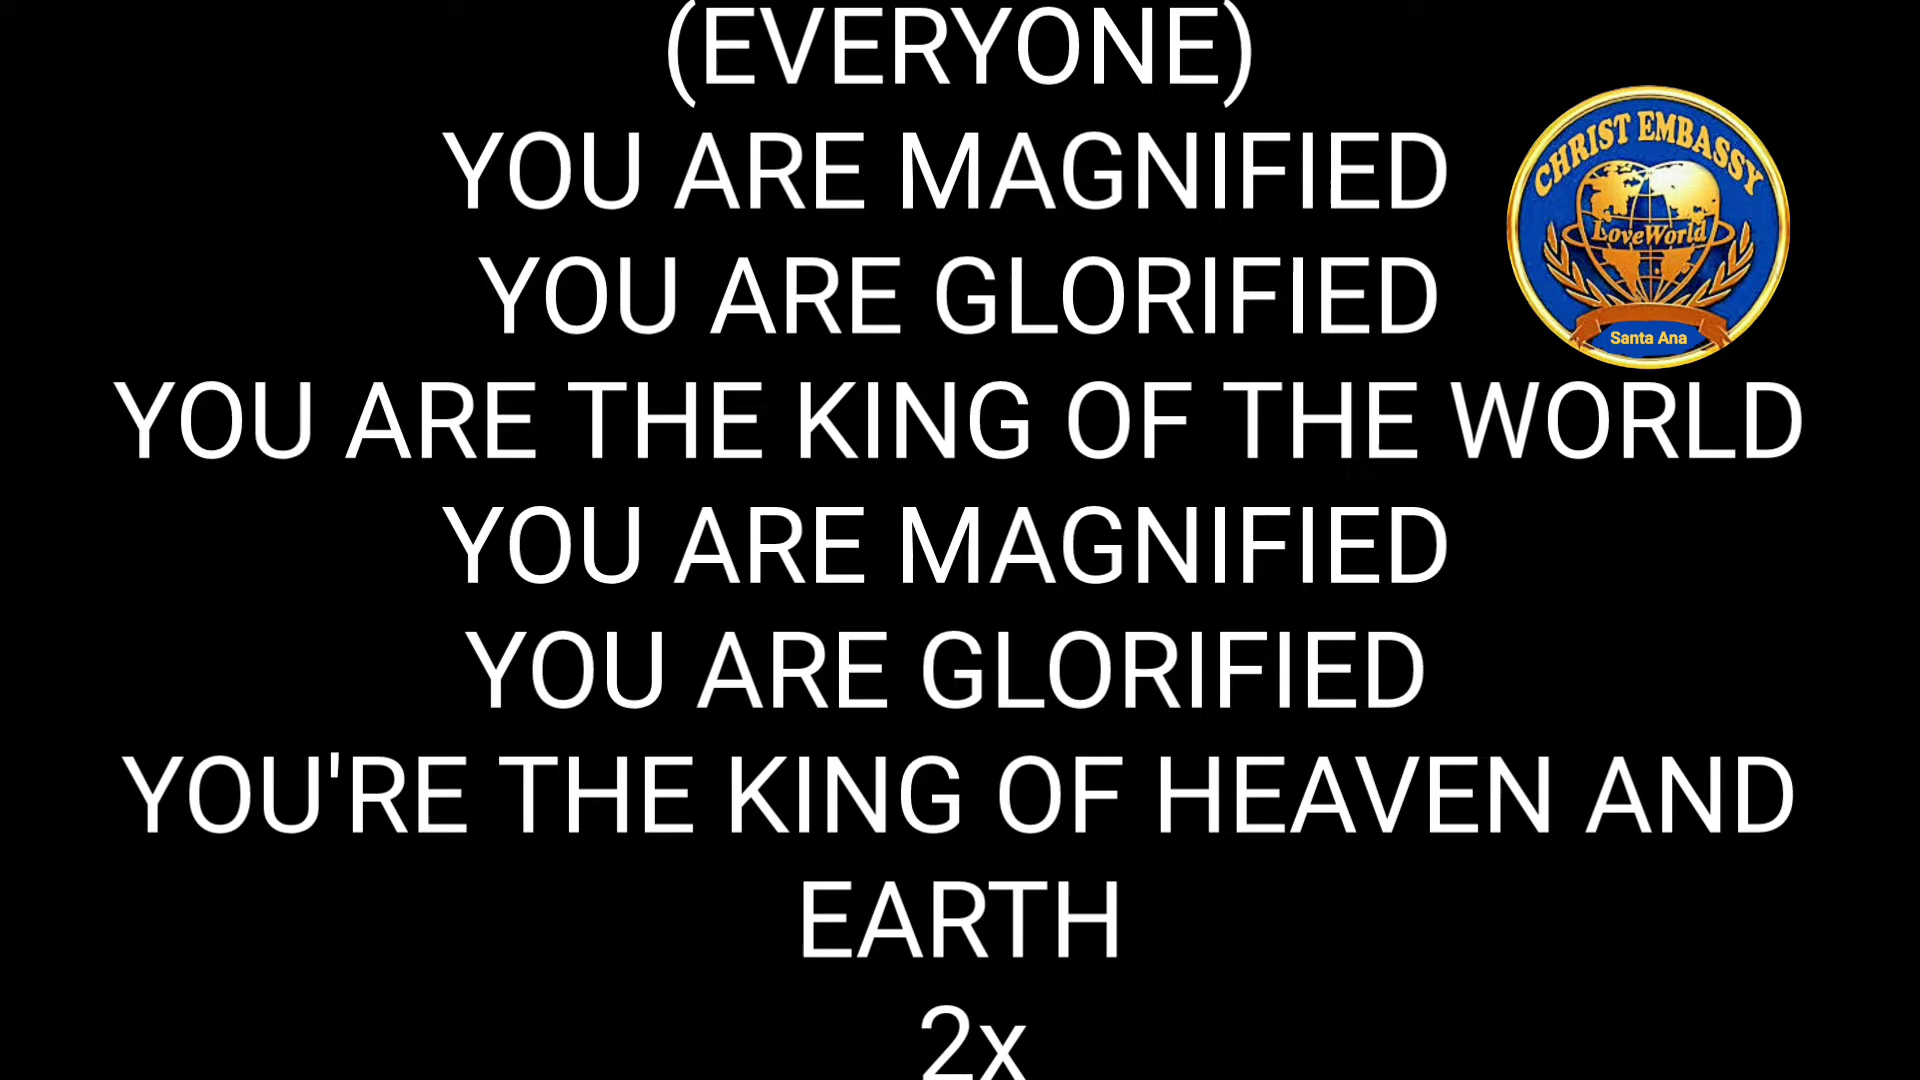 (EVERYONE)
YOU ARE MAGNIFIED
YOU ARE GLORIFIED
YOU ARE THE KING OF THE WORLD
YOU ARE MAGNIFIED
YOU ARE GLORIFIED
YOU'RE THE KING OF HEAVEN AND
EARTH
2x
CHRIST EMBASSY
LoveWorld
Santa Ana